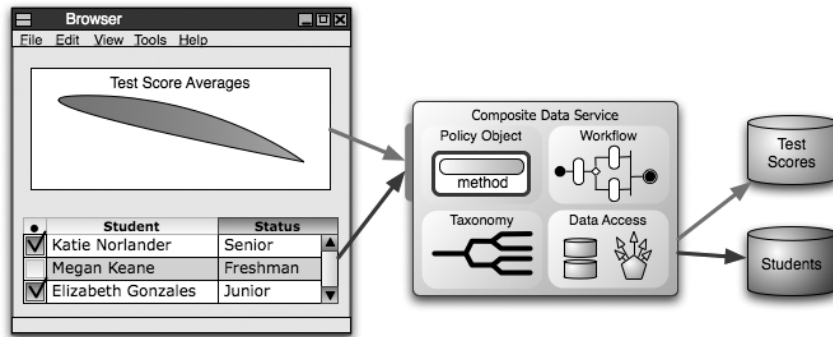 Browser
File Edit View Tools Help
Test Score Averages
Student Status
Katie Norlander Senior
Megan Keane Freshman
Elizabeth Gonzales Junior
Composite Data Service
Policy Object
method
Workflow
Taxonomy
Data Access
Test
Scores
Students